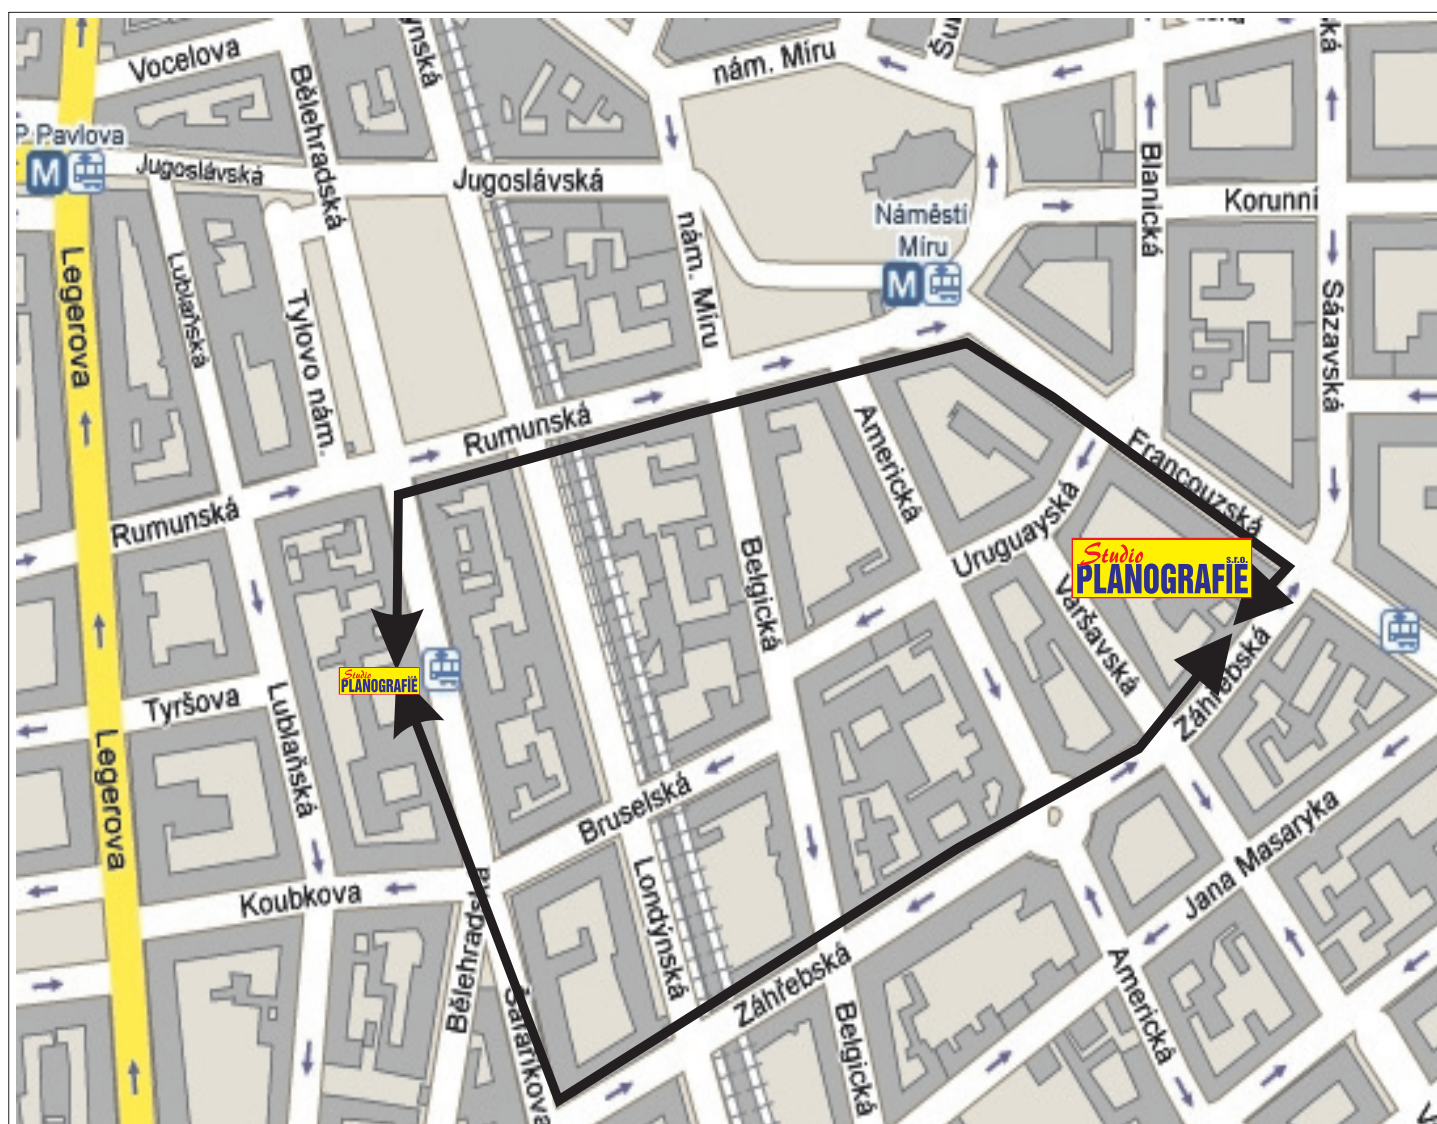 Vocelova
Bělehradská
nám. Míru
P Pavlova
M
Jugoslávská
Jugoslávská
Blanická
Korunní
Náměstí
Míru
M
nám. Míru
Legerova
Lublaňská
Tylovo nám.
Sázavská
Rumunská
Americká
Francouzská
Rumunská
Uruguayská
Belgická
Studio
PLANOGRAFIE
s.r.o.
Varšavská
Studio
PLANOGRAFIE
Záhřebská
Tyršova
Lublaňská
Legerova
Bruselská
Jana Masaryka
Koubkova
Londýnská
Bělehradsk
Záhřebská
Americká
Belgická
Šafaříkova